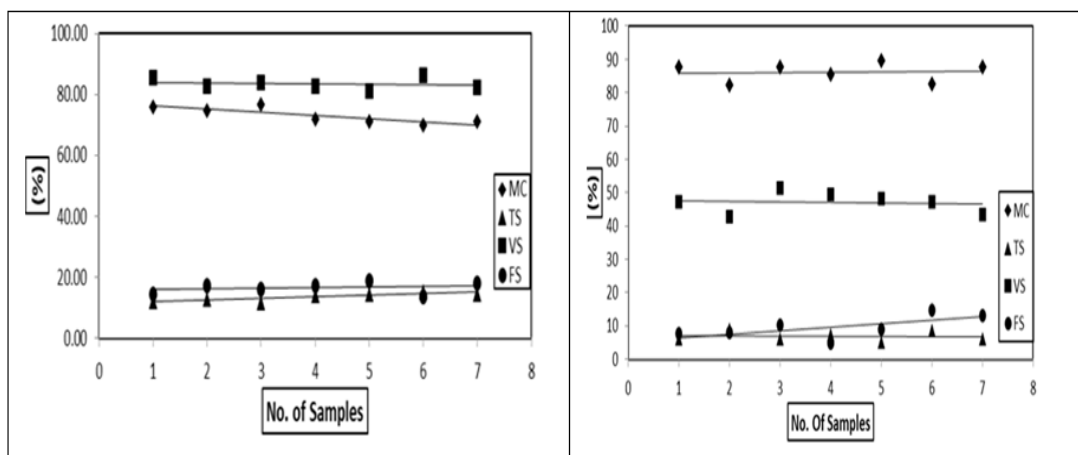 100.00
80.00
60.00
40.00
20.00
0.00
0 1 2 3 4 5 6 7 8
(%)
No. of Samples
MC
TS
VS
FS
100
90
80
70
60
50
40
30
20
10
0
0 1 2 3 4 5 6 7 8
(%)
No. Of Samples
MC
TS
VS
FS